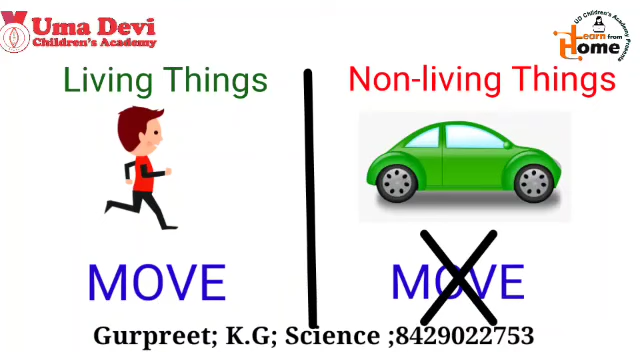 Uma Devi
Children's Academy
UD Children's Academy Presents
Learn from
Home
Living Things
Non-living Things
MOVE
MOVE
Gurpreet; K.G; Science ;8429022753